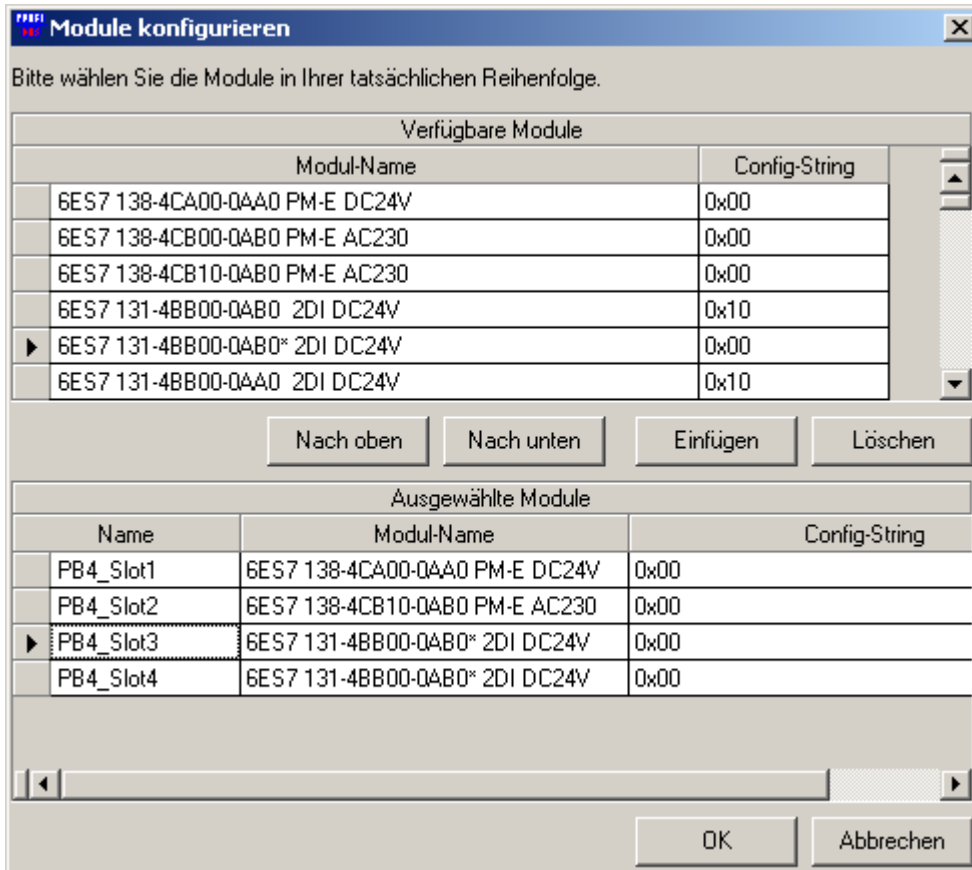 PROFI BUS Module konfigurieren
Bitte wählen Sie die Module in Ihrer tatsächlichen Reihenfolge.
Verfügbare Module
Modul-Name Config-String
6ES7 138-4CA00-0AA0 PM-E DC24V 0x00
6ES7 138-4CB00-0AB0 PM-E AC230 0x00
6ES7 138-4CB10-0AB0 PM-E AC230 0x00
6ES7 131-4BB00-0AB0  2DI DC24V 0x10
6ES7 131-4BB00-0AB0* 2DI DC24V 0x00
6ES7 131-4BB00-0AA0  2DI DC24V 0x10
Nach oben Nach unten Einfügen Löschen
Ausgewählte Module
Name Modul-Name Config-String
PB4_Slot1 6ES7 138-4CA00-0AA0 PM-E DC24V 0x00
PB4_Slot2 6ES7 138-4CB10-0AB0 PM-E AC230 0x00
PB4_Slot3 6ES7 131-4BB00-0AB0* 2DI DC24V 0x00
PB4_Slot4 6ES7 131-4BB00-0AB0* 2DI DC24V 0x00
OK Abbrechen